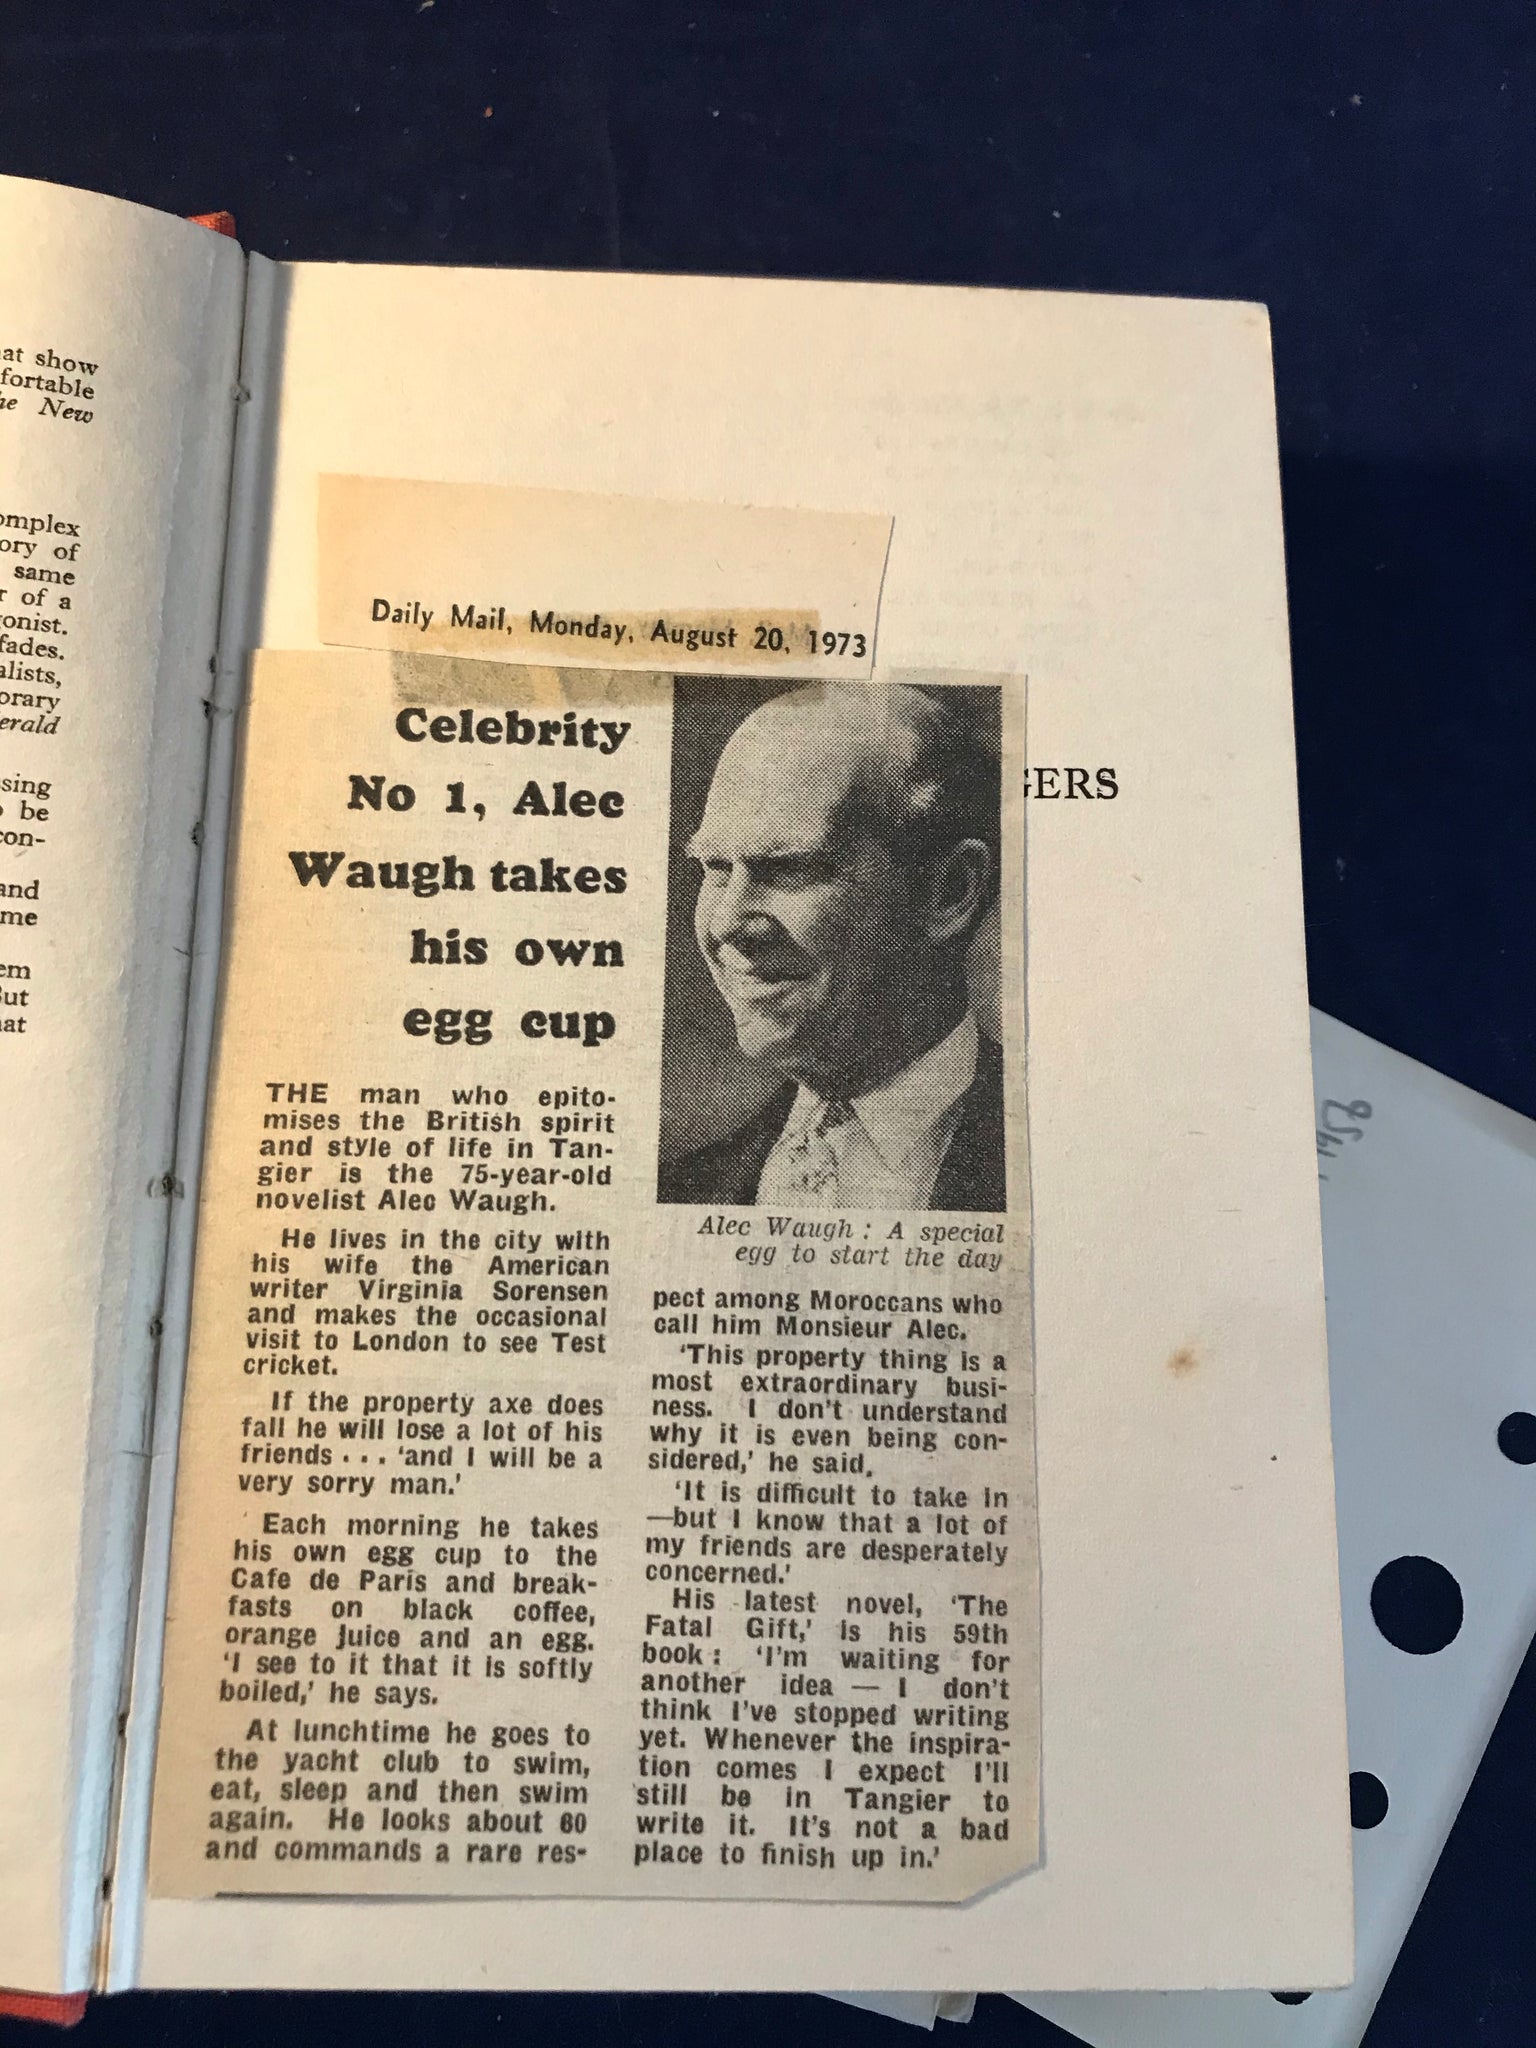 at show
fortable
he New
omplex
ory of
same
r of a
onist.
fades.
alists,
orary
erald
sing
be
con-
and
me
em
But
hat
Daily Mail, Monday, August 20, 1973
Celebrity
No 1, Alec
Waugh takes
his own
egg cup
GERS
THE man who epito-
mises the British spirit
and style of life in Tan-
gier is the 75-year-old
novelist Alec Waugh.
He lives in the city with
his wife the American
writer Virginia Sorensen
and makes the occasional
visit to London to see Test
cricket.
If the property axe does
fall he will lose a lot of his
friends . . . ‘and I will be a
very sorry man.’
Each morning he takes
his own egg cup to the
Cafe de Paris and break-
fasts on black coffee,
orange juice and an egg.
‘I see to it that it is softly
boiled,’ he says.
At lunchtime he goes to
the yacht club to swim,
eat, sleep and then swim
again. He looks about 60
and commands a rare res-
Alec Waugh : A special
egg to start the day
pect among Moroccans who
call him Monsieur Alec.
‘This property thing is a
most extraordinary busi-
ness. I don’t understand
why it is even being con-
sidered,’ he said.
‘It is difficult to take in
—but I know that a lot of
my friends are desperately
concerned.’
His latest novel, ‘The
Fatal Gift,’ is his 59th
book : ‘I’m waiting for
another idea — I don’t
think I’ve stopped writing
yet. Whenever the inspira-
tion comes I expect I’ll
still be in Tangier to
write it. It’s not a bad
place to finish up in.’